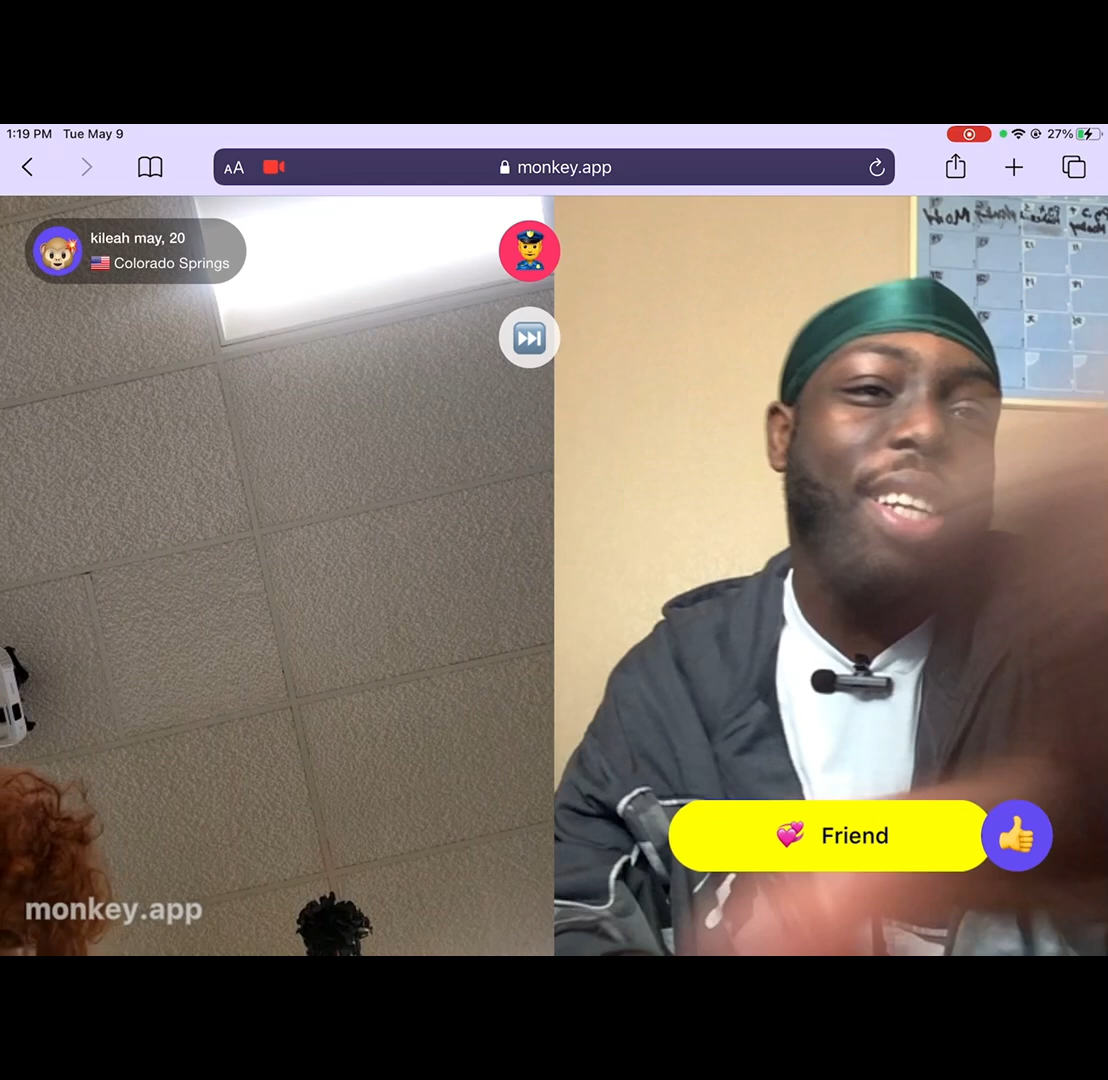 1:19 PM Tue May 9
27%
AA
monkey.app
kileah may, 20
Colorado Springs
Friend
monkey.app